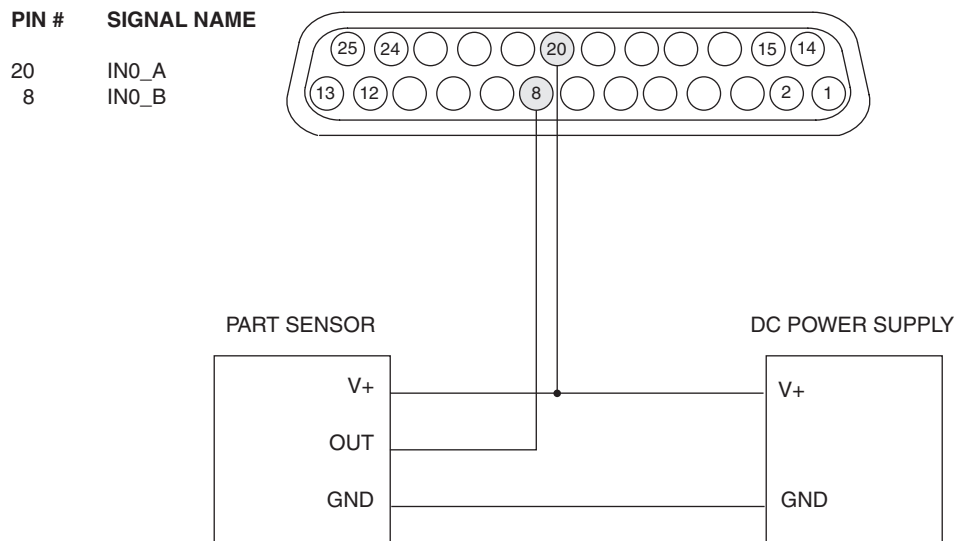 PIN # SIGNAL NAME
20 IN0_A
8 IN0_B
25 24 20 15 14
13 12 8 2 1
PART SENSOR
V+
OUT
GND
DC POWER SUPPLY
V+
GND